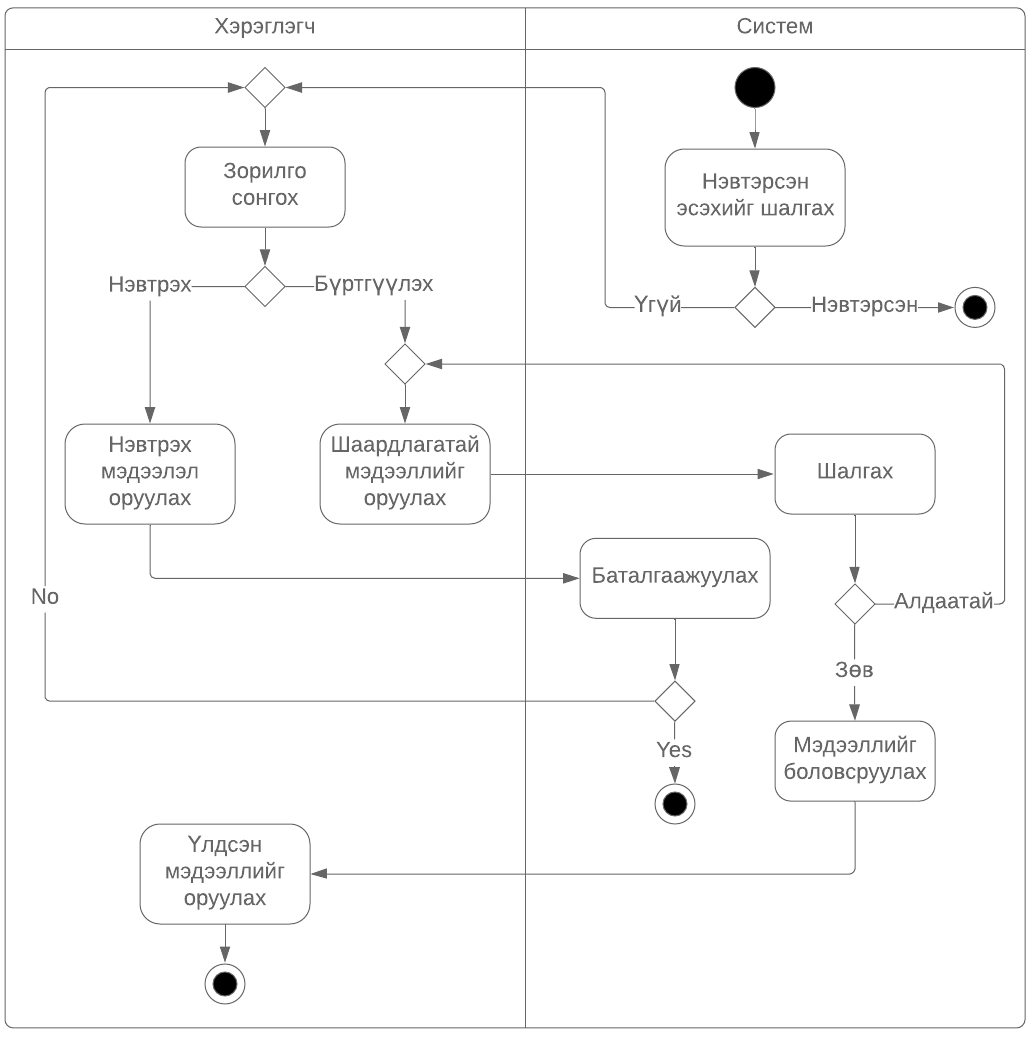 Хэрэглэгч
Систем
Зорилго
сонгох
Нэвтэрсэн
эсэхийг шалгах
Нэвтрэх
Бүртгүүлэх
Үгүй
Нэвтэрсэн
Нэвтрэх
мэдээлэл
оруулах
Шаардлагатай
мэдээллийг
оруулах
Шалгах
Баталгаажуулах
No
Алдаатай
Зөв
Yes
Мэдээллийг
боловсруулах
Үлдсэн
мэдээллийг
оруулах